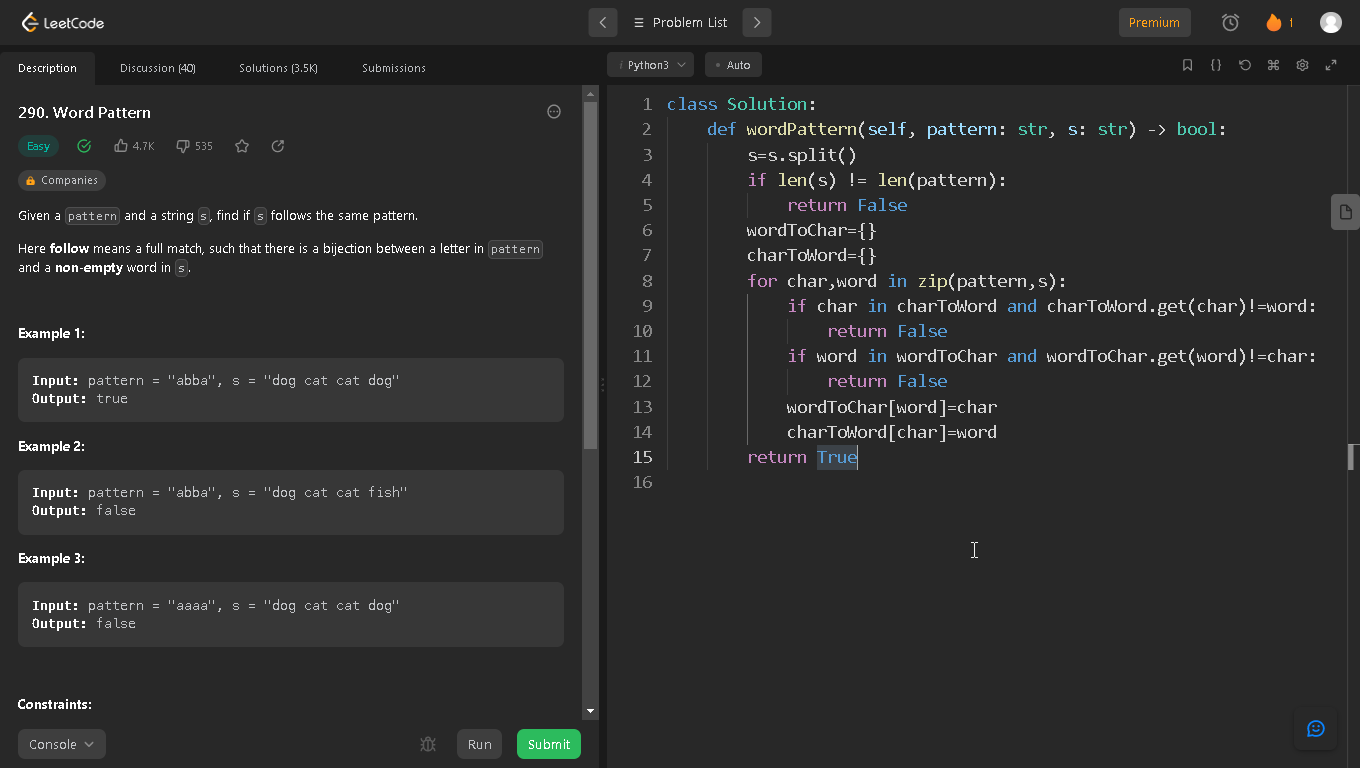 LeetCode
Problem List
Premium
1
Description
Discussion (40)
Solutions (3.5K)
Submissions
290. Word Pattern
Easy
4.7K
535
Companies
Given a pattern and a string s, find if s follows the same pattern.
Here follow means a full match, such that there is a bijection between a letter in pattern
and a non-empty word in s.
Example 1:
Input: pattern = "abba", s = "dog cat cat dog"
Output: true
Example 2:
Input: pattern = "abba", s = "dog cat cat fish"
Output: false
Example 3:
Input: pattern = "aaaa", s = "dog cat cat dog"
Output: false
Constraints:
Console
Run
Submit
i Python3
Auto
1 class Solution:
2     def wordPattern(self, pattern: str, s: str) -> bool:
3         s=s.split()
4         if len(s) != len(pattern):
5             return False
6         wordToChar={}
7         charToWord={}
8         for char,word in zip(pattern,s):
9             if char in charToWord and charToWord.get(char)!=word:
10                 return False
11             if word in wordToChar and wordToChar.get(word)!=char:
12                 return False
13             wordToChar[word]=char
14             charToWord[char]=word
15         return True
16